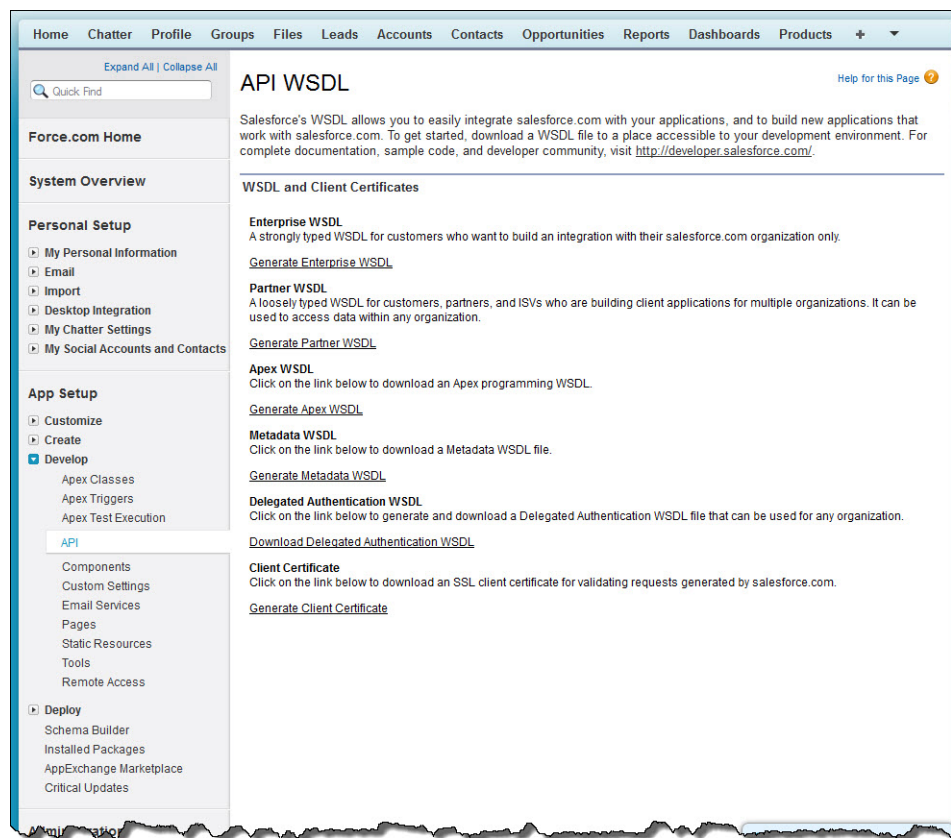 Home Chatter Profile Groups Files Leads Accounts Contacts Opportunities Reports Dashboards Products +
Expand All | Collapse All
Quick Find
Force.com Home
System Overview
Personal Setup
My Personal Information
Email
Import
Desktop Integration
My Chatter Settings
My Social Accounts and Contacts
App Setup
Customize
Create
Develop
Apex Classes
Apex Triggers
Apex Test Execution
API
Components
Custom Settings
Email Services
Pages
Static Resources
Tools
Remote Access
Deploy
Schema Builder
Installed Packages
AppExchange Marketplace
Critical Updates
API WSDL
Help for this Page ?
Salesforce's WSDL allows you to easily integrate salesforce.com with your applications, and to build new applications that
work with salesforce.com. To get started, download a WSDL file to a place accessible to your development environment. For
complete documentation, sample code, and developer community, visit http://developer.salesforce.com/.
WSDL and Client Certificates
Enterprise WSDL
A strongly typed WSDL for customers who want to build an integration with their salesforce.com organization only.
Generate Enterprise WSDL
Partner WSDL
A loosely typed WSDL for customers, partners, and ISVs who are building client applications for multiple organizations. It can be
used to access data within any organization.
Generate Partner WSDL
Apex WSDL
Click on the link below to download an Apex programming WSDL.
Generate Apex WSDL
Metadata WSDL
Click on the link below to download a Metadata WSDL file.
Generate Metadata WSDL
Delegated Authentication WSDL
Click on the link below to generate and download a Delegated Authentication WSDL file that can be used for any organization.
Download Delegated Authentication WSDL
Client Certificate
Click on the link below to download an SSL client certificate for validating requests generated by salesforce.com.
Generate Client Certificate